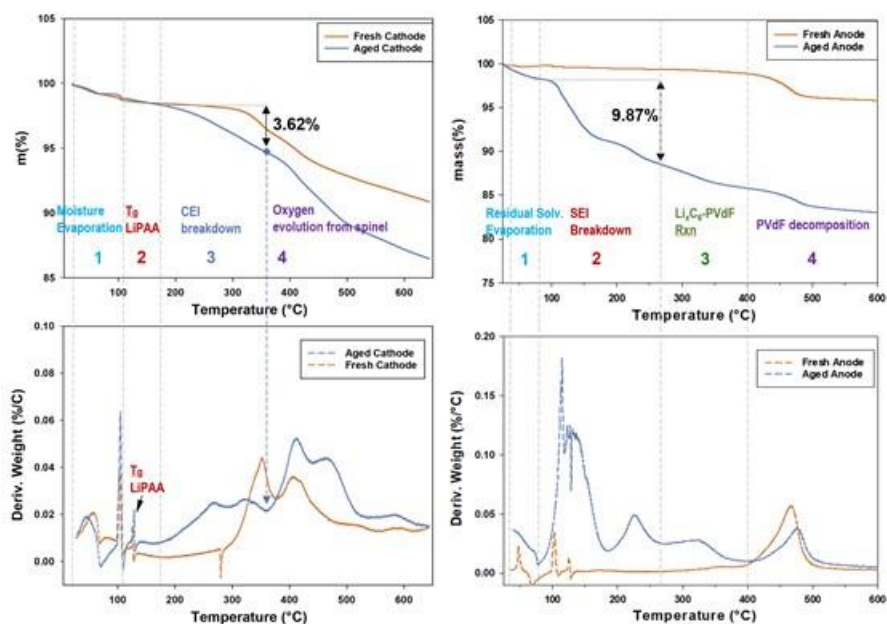 Fresh Cathode
Aged Cathode
100
95
90
85
m(%)
3.62%
Moisture
Evaporation
1
Tg
LiPAA
2
CEI
breakdown
3
Oxygen
evolution from spinel
4
100 200 300 400 500 600
Temperature (°C)
Fresh Anode
Aged Anode
105
100
95
90
85
80
75
mass(%)
9.87%
Residual Solv.
Evaporation
1
SEI
Breakdown
2
LixC6-PVdF
Rxn
3
PVdF decomposition
4
100 200 300 400 500 600
Temperature (°C)
Aged Cathode
Fresh Cathode
0.10
0.08
0.06
0.04
0.02
0.00
Deriv. Weight (%/C)
Tg
LiPAA
100 200 300 400 500 600
Temperature (°C)
Fresh Anode
Aged Anode
0.20
0.15
0.10
0.05
0.00
Deriv. Weight (%/°C)
100 200 300 400 500 600
Temperature (°C)